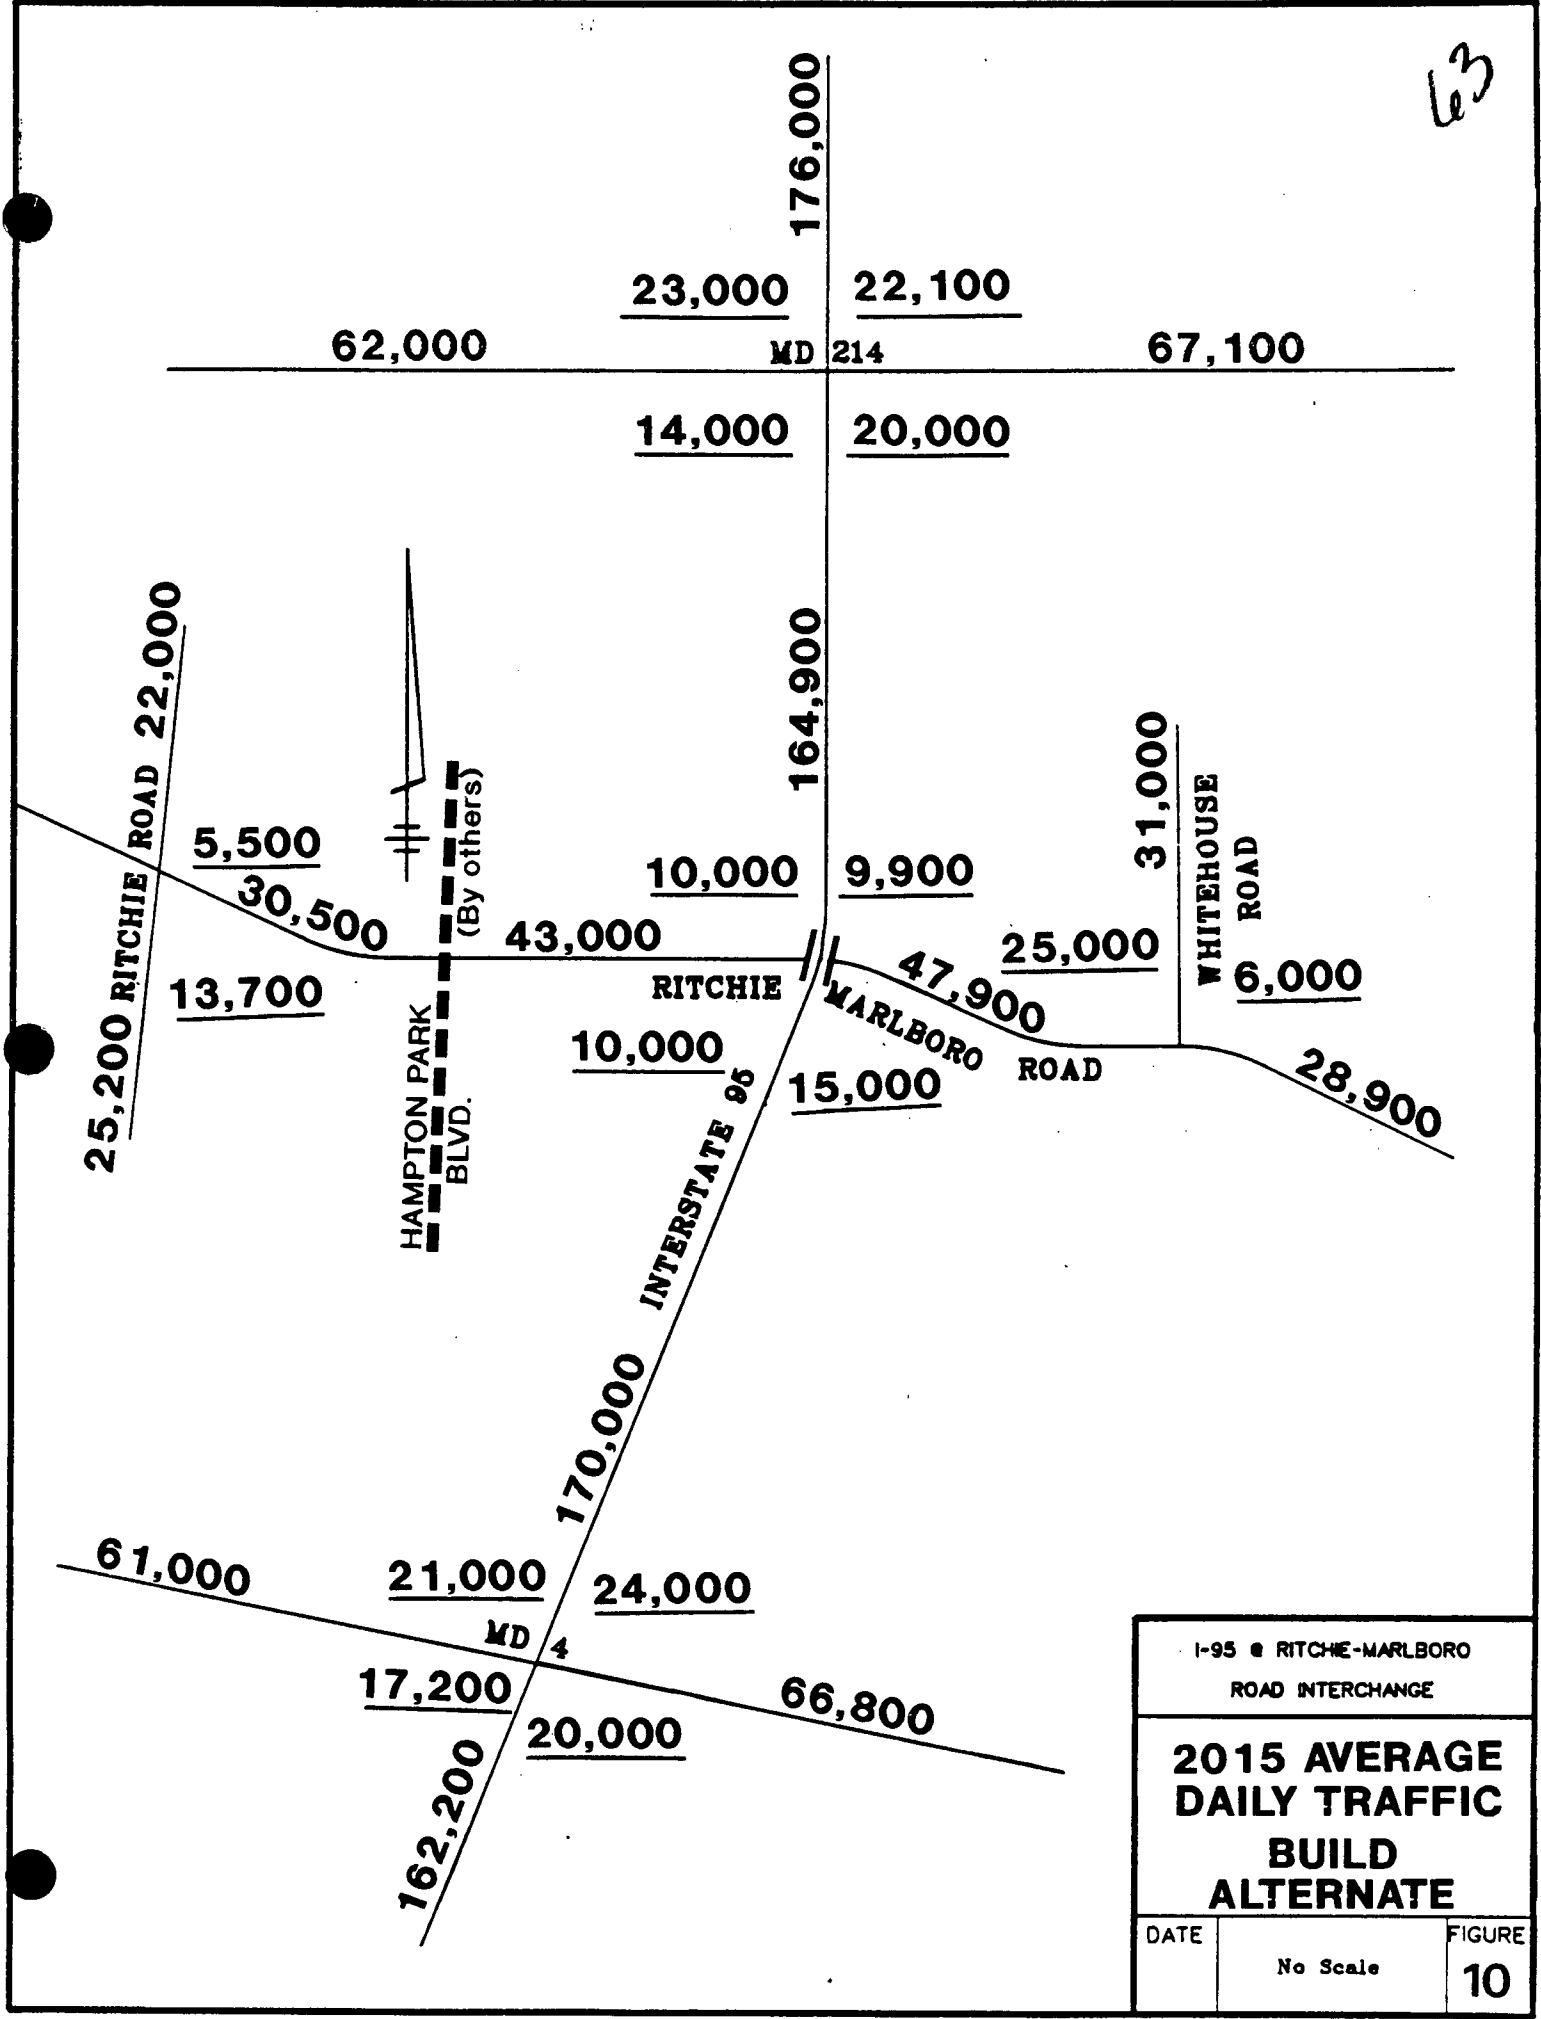 63
176,000
23,000
22,100
62,000
MD 214
67,100
14,000
20,000
164,900
22,000
RITCHIE ROAD
25,200
5,500
30,500
13,700
(By others)
HAMPTON PARK
BLVD.
43,000
10,000
9,900
RITCHIE
MARLBORO
ROAD
47,900
25,000
31,000
WHITEHOUSE
ROAD
6,000
28,900
10,000
15,000
INTERSTATE 95
170,000
61,000
21,000
24,000
MD 4
17,200
20,000
66,800
162,200
I-95 @ RITCHIE-MARLBORO
ROAD INTERCHANGE
2015 AVERAGE
DAILY TRAFFIC
BUILD
ALTERNATE
DATE
No Scale
FIGURE
10